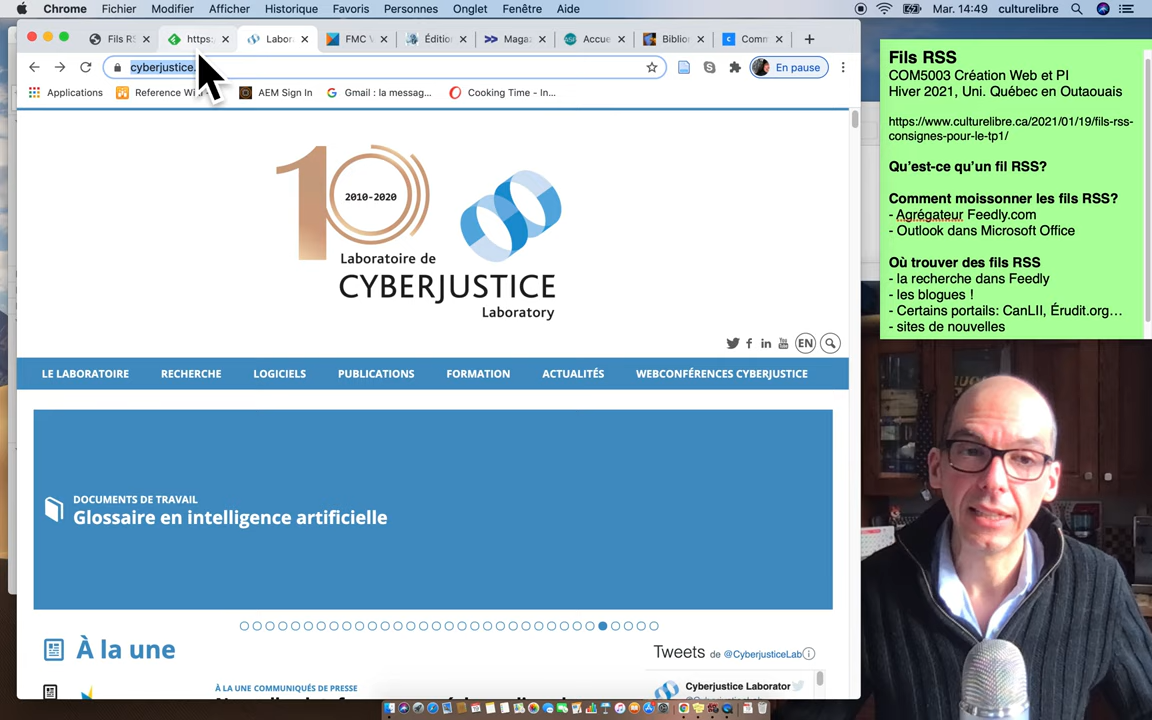 Chrome Fichier Modifier Afficher Historique Favoris Personnes Onglet Fenêtre Aide Mar. 14:49 culturelibre
Fils RS https: Labor FMC V Éditio Magaz Accue Biblio Comm
cyberjustice. En pause
Applications Reference Wi AEM Sign In Gmail : la messag... Cooking Time - In...
Fils RSS
COM5003 Création Web et PI
Hiver 2021, Uni. Québec en Outaouais
https://www.culturelibre.ca/2021/01/19/fils-rss-
consignes-pour-le-tp1/
Qu'est-ce qu'un fil RSS?
Comment moissonner les fils RSS?
- Agrégateur Feedly.com
- Outlook dans Microsoft Office
Où trouver des fils RSS
- la recherche dans Feedly
- les blogues !
- Certains portails: CanLII, Érudit.org...
- sites de nouvelles
10
2010-2020
Laboratoire de
CYBERJUSTICE
Laboratory
EN
LE LABORATOIRE RECHERCHE LOGICIELS PUBLICATIONS FORMATION ACTUALITÉS WEBCONFÉRENCES CYBERJUSTICE
DOCUMENTS DE TRAVAIL
Glossaire en intelligence artificielle
À la une
Tweets de @CyberjusticeLab
À LA UNE COMMUNIQUÉS DE PRESSE
Cyberjustice Laborator